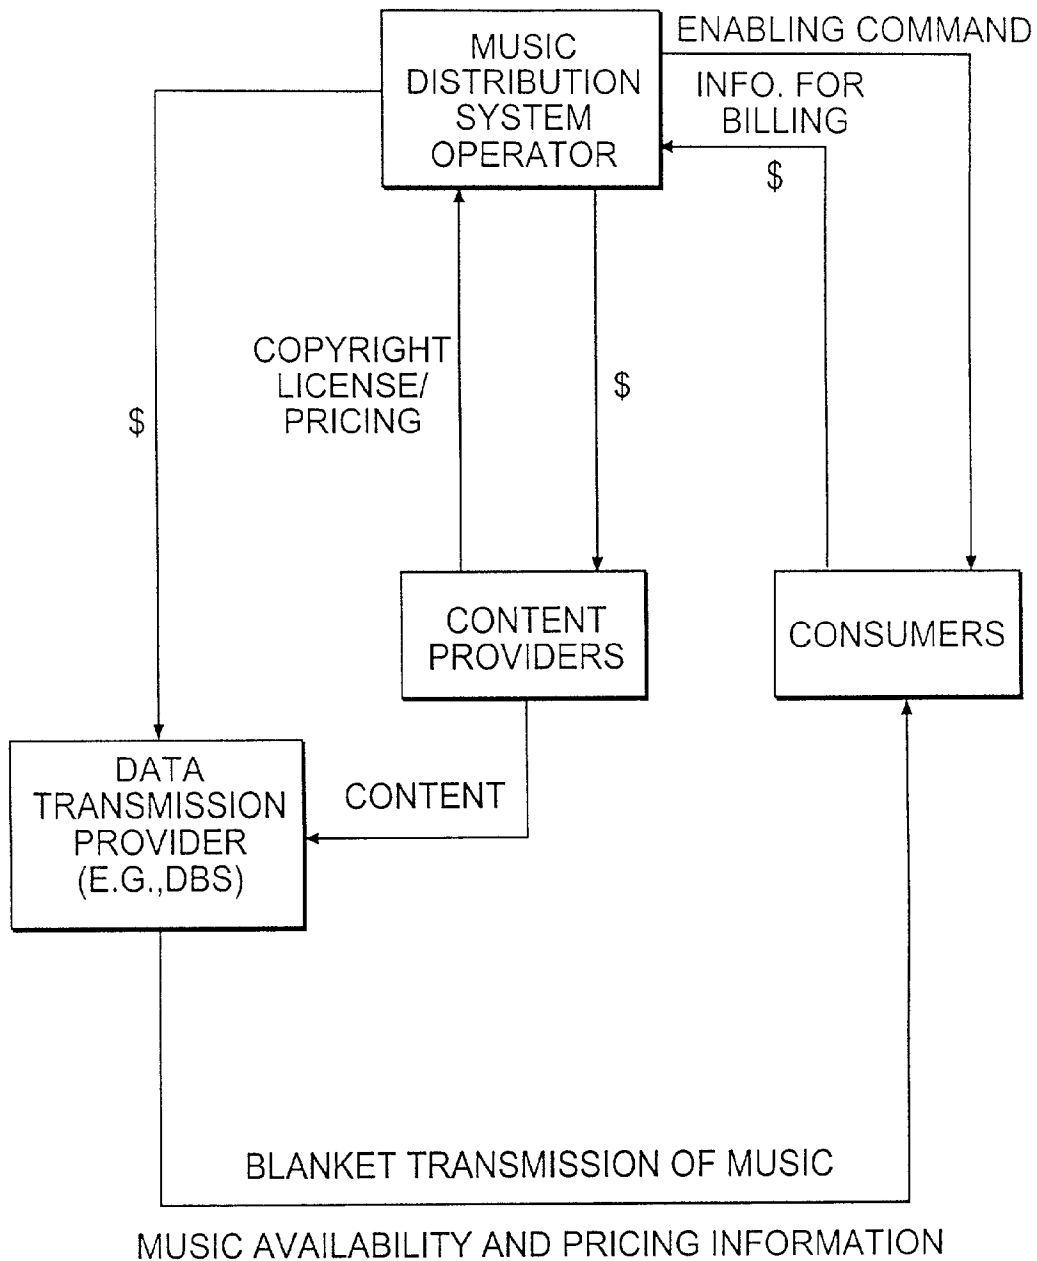 MUSIC
DISTRIBUTION
SYSTEM
OPERATOR
ENABLING COMMAND
INFO. FOR
BILLING
$
COPYRIGHT
LICENSE/
PRICING
$
$
CONTENT
PROVIDERS
CONSUMERS
DATA
TRANSMISSION
PROVIDER
(E.G.,DBS)
CONTENT
BLANKET TRANSMISSION OF MUSIC
MUSIC AVAILABILITY AND PRICING INFORMATION